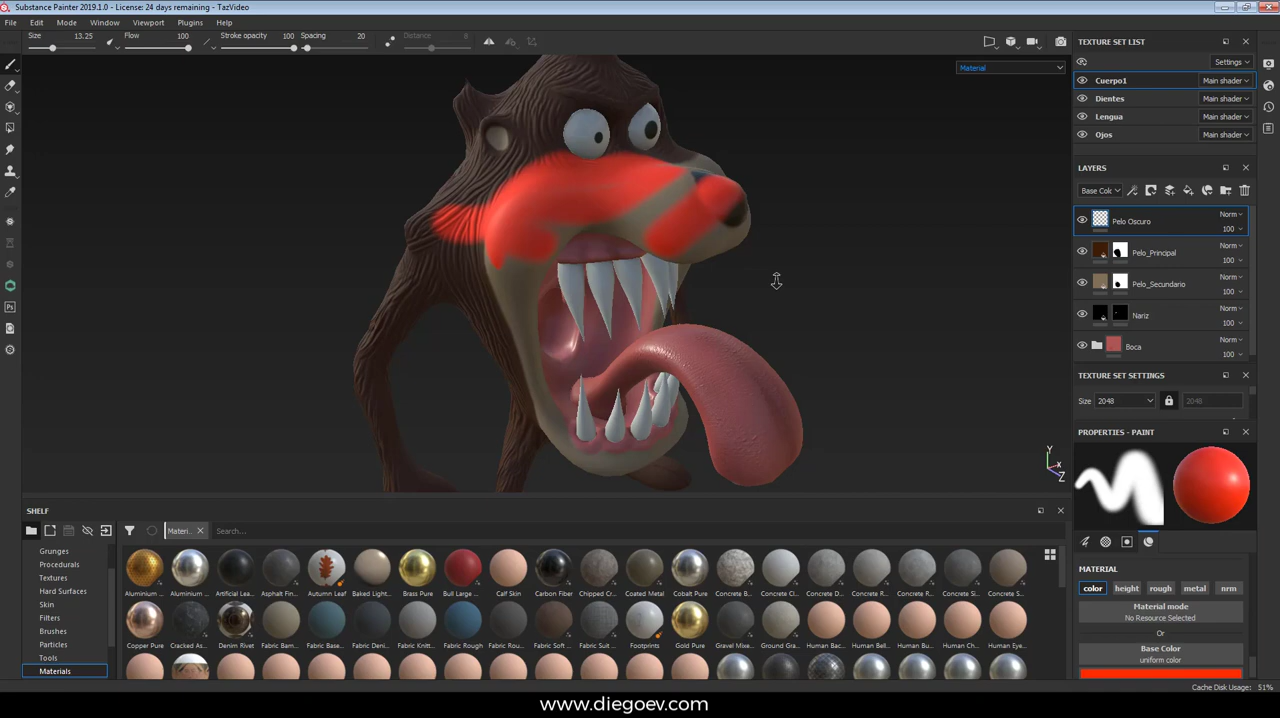 Substance Painter 2019.1.0 - License: 24 days remaining - TazVideo
File Edit Mode Window Viewport Plugins Help
Size 13.25 Flow 100 Stroke opacity 100 Spacing 20 Distance 8
Material
TEXTURE SET LIST
Settings
Cuerpo1 Main shader
Dientes Main shader
Lengua Main shader
Ojos Main shader
LAYERS
Base Col
Pelo Oscuro Norm 100
Pelo_Principal Norm 100
Pelo_Secundario Norm 100
Nariz Norm 100
Boca Norm 100
TEXTURE SET SETTINGS
Size 2048 2048
PROPERTIES - PAINT
Y
X
Z
SHELF
Materi...
Search...
Grunges
Procedurals
Textures
Hard Surfaces
Skin
Filters
Brushes
Particles
Tools
Materials
Aluminium ... Aluminium ... Artificial Lea... Asphalt Fin... Autumn Leaf Baked Light... Brass Pure Bull Large ... Calf Skin Carbon Fiber Chipped Cr... Coated Metal Cobalt Pure Concrete B... Concrete Cl... Concrete D... Concrete R... Concrete R... Concrete Si... Concrete S...
Copper Pure Cracked As... Denim Rivet Fabric Bam... Fabric Base... Fabric Deni... Fabric Knitt... Fabric Rough Fabric Rou... Fabric Soft ... Fabric Suit ... Footprints Gold Pure Gravel Mixe... Ground Gra... Human Bac... Human Bell... Human Bu... Human Che... Human Eye...
MATERIAL
color height rough metal nrm
Material mode
No Resource Selected
Or
Base Color
uniform color
Cache Disk Usage: 51%
www.diegoev.com